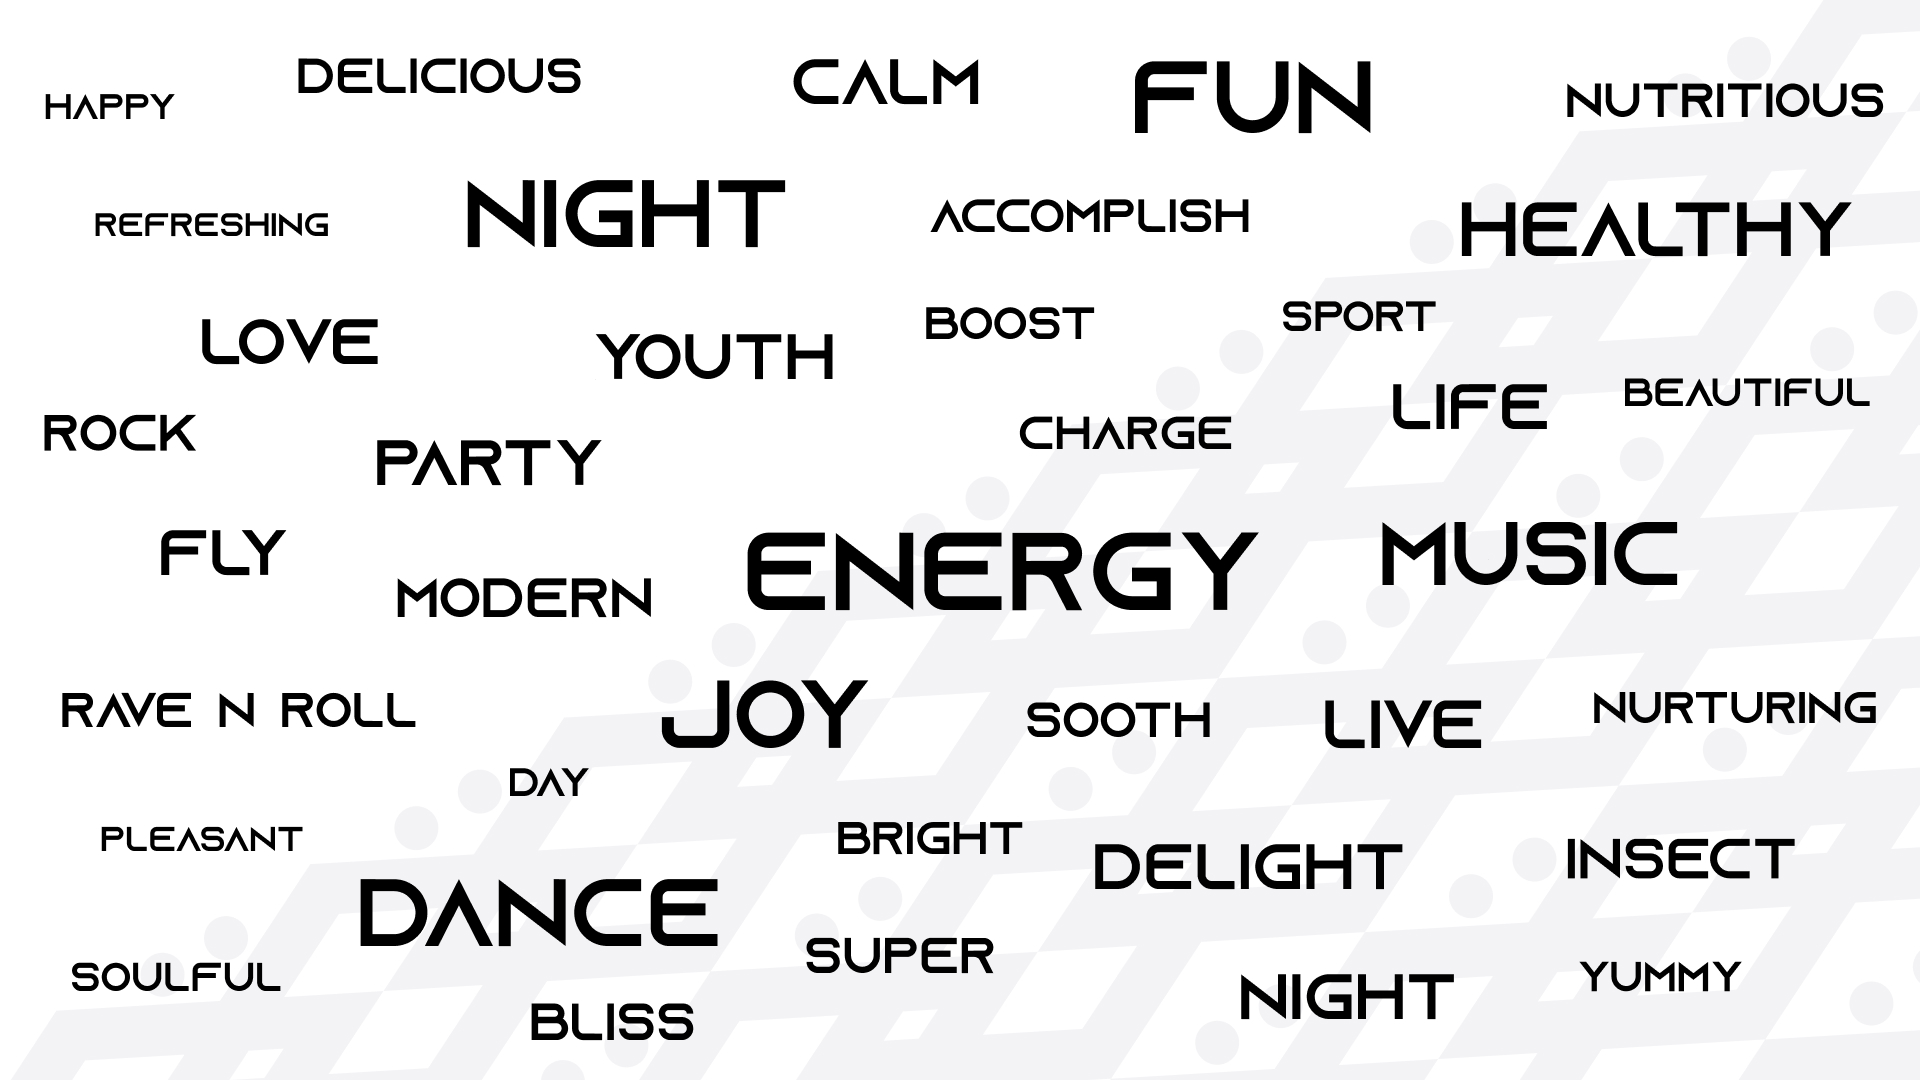 HAPPY
DELICIOUS
CALM
FUN
NUTRITIOUS
REFRESHING
NIGHT
ACCOMPLISH
HEALTHY
LOVE
YOUTH
BOOST
SPORT
ROCK
PARTY
CHARGE
LIFE
BEAUTIFUL
FLY
MODERN
ENERGY
MUSIC
RAVE N ROLL
JOY
SOOTH
LIVE
NURTURING
DAY
PLEASANT
BRIGHT
DELIGHT
INSECT
DANCE
SOULFUL
SUPER
NIGHT
YUMMY
BLISS